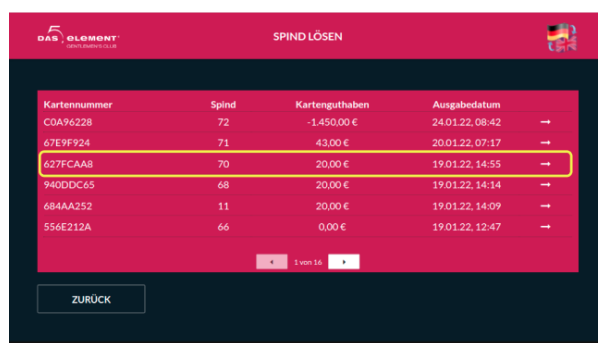 DAS ELEMENT
GENTLEMEN'S CLUB
SPIND LÖSEN
Kartennummer Spind Kartenguthaben Ausgabedatum
C0A96228 72 -1.450,00 € 24.01.22, 08:42 →
67E9F924 71 43,00 € 20.01.22, 07:17 →
627FCAA8 70 20,00 € 19.01.22, 14:55 →
940DDC65 68 20,00 € 19.01.22, 14:14 →
684AA252 11 20,00 € 19.01.22, 14:09 →
556E212A 66 0,00 € 19.01.22, 12:47 →
1 von 16
ZURÜCK